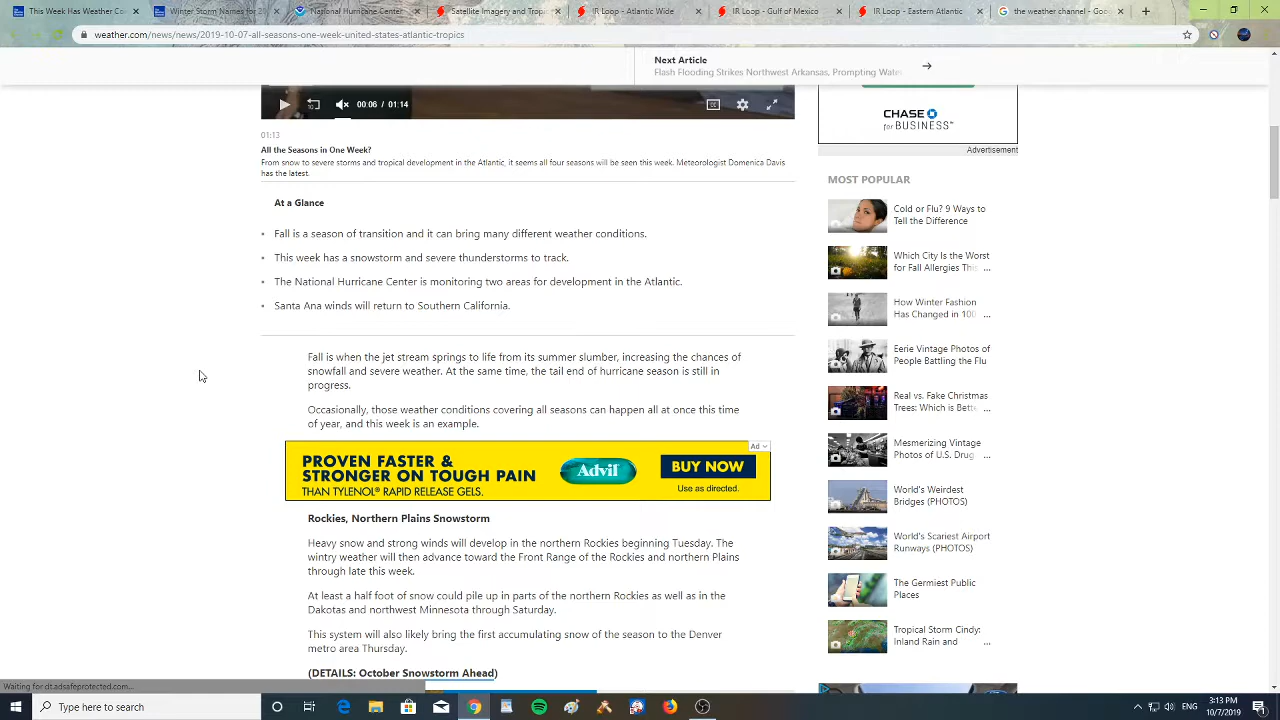 This Week Has Weather Co
Winter Storm Names for 2
National Hurricane Center
Satellite Imagery and Tropi
IR Loop - Atlantic Wide
IR Loop - Gulf of Mexico
IR Loop - Eastern Atlantic
the weather channel - Goo
weather.com/news/news/2019-10-07-all-seasons-one-week-united-states-atlantic-tropics
Next Article
Flash Flooding Strikes Northwest Arkansas, Prompting Wate
00:06 / 01:14
CHASE
for BUSINESS
Advertisement
01:13
All the Seasons in One Week?
From snow to severe storms and tropical development in the Atlantic, it seems all four seasons will be seen this week. Meteorologist Domenica Davis
has the latest.
At a Glance
Fall is a season of transition and it can bring many different weather conditions.
This week has a snowstorm and severe thunderstorms to track.
The National Hurricane Center is monitoring two areas for development in the Atlantic.
Santa Ana winds will return to Southern California.
Fall is when the jet stream springs to life from its summer slumber, increasing the chances of
snowfall and severe weather. At the same time, the tail end of hurricane season is still in
progress.
Occasionally, those weather conditions covering all seasons can happen all at once this time
of year, and this week is an example.
Ad
PROVEN FASTER &
STRONGER ON TOUGH PAIN
THAN TYLENOL® RAPID RELEASE GELS.
Advil
BUY NOW
Use as directed.
Rockies, Northern Plains Snowstorm
Heavy snow and strong winds will develop in the northern Rockies beginning Tuesday. The
wintry weather will then advance toward the Front Range of the Rockies and northern Plains
through late this week.
At least a half foot of snow could pile up in parts of the northern Rockies as well as in the
Dakotas and northwest Minnesota through Saturday.
This system will also likely bring the first accumulating snow of the season to the Denver
metro area Thursday.
(DETAILS: October Snowstorm Ahead)
MOST POPULAR
Cold or Flu? 9 Ways to
Tell the Difference
Which City Is the Worst
for Fall Allergies This ...
How Winter Fashion
Has Changed in 100 ...
Eerie Vintage Photos of
People Battling the Flu
Real vs. Fake Christmas
Trees: Which is Bette ...
Mesmerizing Vintage
Photos of U.S. Drug ...
World's Weirdest
Bridges (PHOTOS)
World's Scariest Airport
Runways (PHOTOS)
The Germiest Public
Places
Tropical Storm Cindy:
Inland Rain and ...
Waiting for dt.adsafeprotected.com...
Type here to search
ENG
3:13 PM
10/7/2019